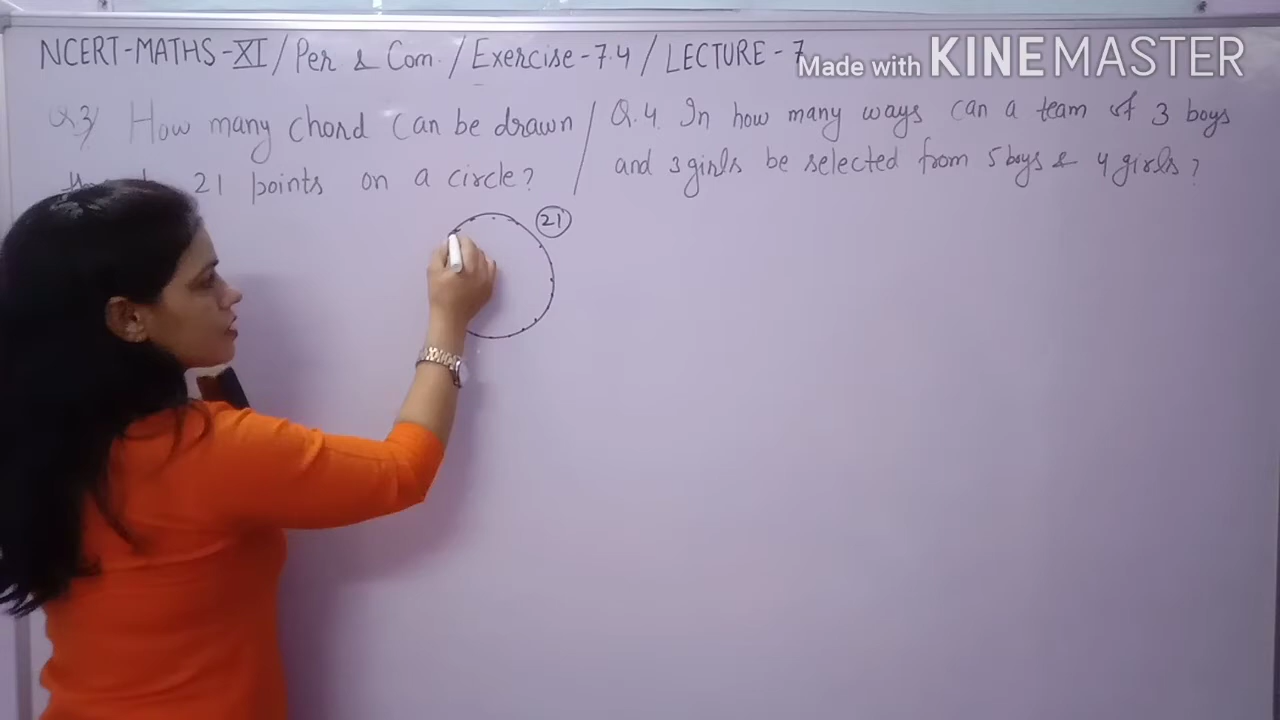 NCERT-MATHS-XI / Per & Com. / Exercise-7.4 / LECTURE-7
Made with KINEMASTER
Q.3/ How many chord can be drawn
21 points on a circle?
Q.4. In how many ways can a team of 3 boys
and 3 girls be selected from 5 boys & 4 girls?
21